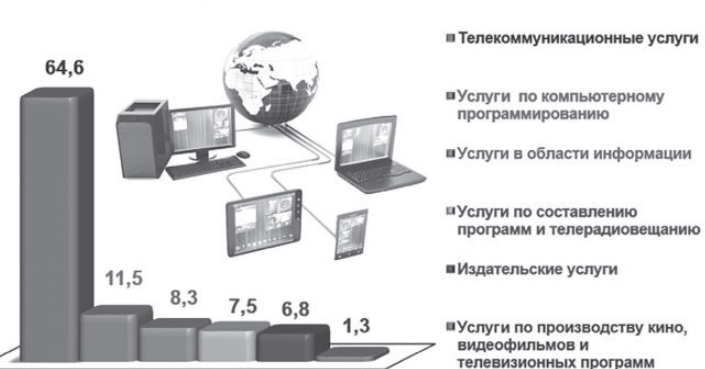 64,6
11,5
8,3
7,5
6,8
1,3
Телекоммуникационные услуги
Услуги по компьютерному
программированию
Услуги в области информации
Услуги по составлению
программ и телерадиовещанию
Издательские услуги
Услуги по производству кино,
видеофильмов и
телевизионных программ